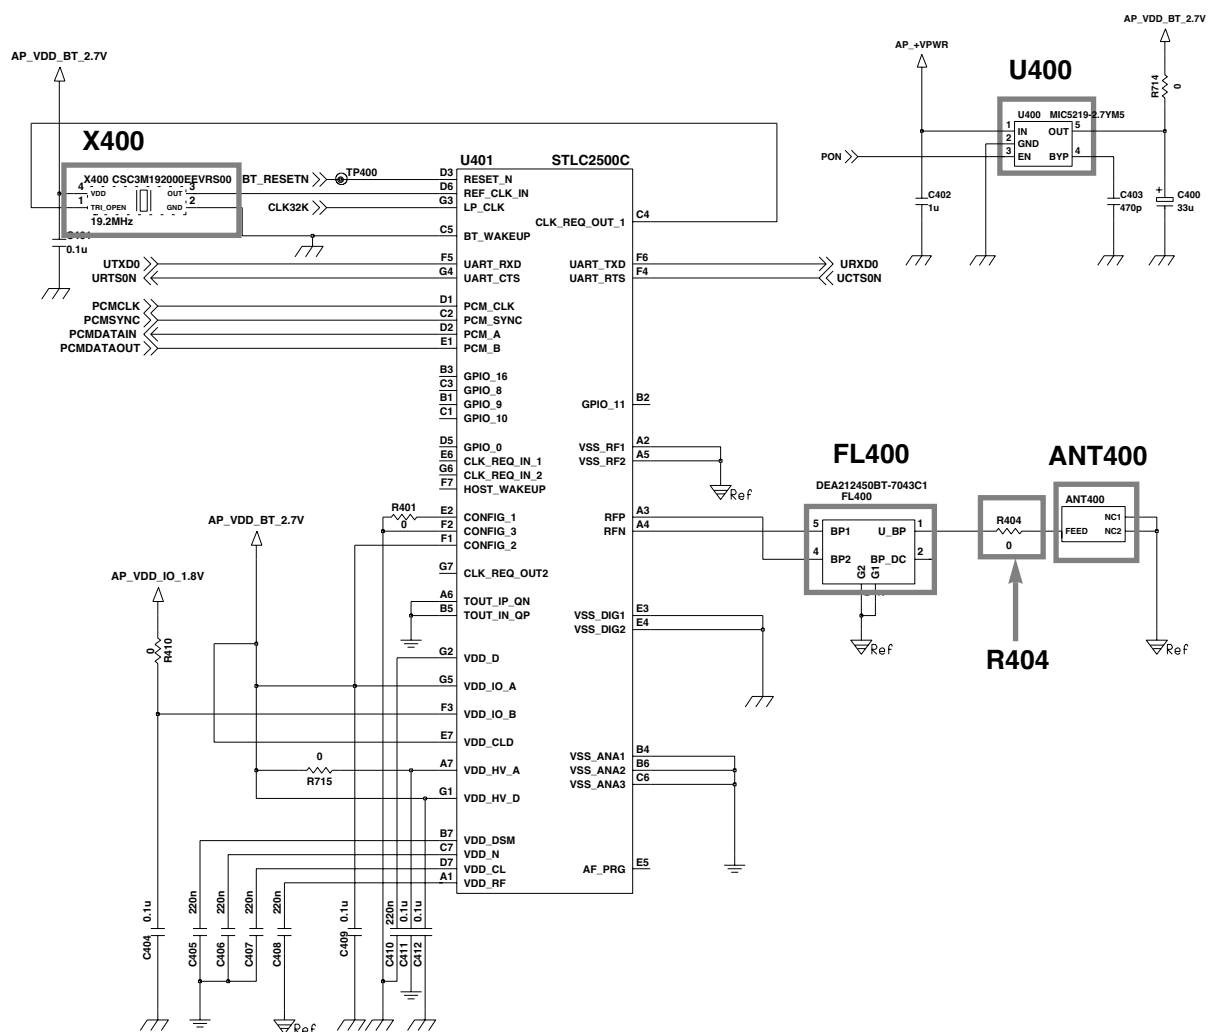 AP_VDD_BT_2.7V
AP_VDD_BT_2.7V
AP_+VPWR
U400
R714
0
U400 MIC5219-2.7YM5
1 IN OUT 5
2 GND
3 EN BYP 4
PON
C402
1u
C403
470p
C400
33u
+
X400
X400 CSC3M192000EEVRS00
4 VDD OUT 3
1 TRI_OPEN GND 2
19.2MHz
0.1u
BT_RESETN
TP400
CLK32K
U401 STLC2500C
D3 RESET_N
D6 REF_CLK_IN
G3 LP_CLK
CLK_REQ_OUT_1 C4
C5 BT_WAKEUP
UTXD0 F5 UART_RXD UART_TXD F6 URXD0
URTS0N G4 UART_CTS UART_RTS F4 UCTS0N
PCMCLK D1 PCM_CLK
PCMSYNC C2 PCM_SYNC
PCMDATAIN D2 PCM_A
PCMDATAOUT E1 PCM_B
B3 GPIO_16
C3 GPIO_8
B1 GPIO_9 GPIO_11 B2
C1 GPIO_10
D5 GPIO_0 VSS_RF1 A2
E6 CLK_REQ_IN_1 VSS_RF2 A5
G6 CLK_REQ_IN_2
F7 HOST_WAKEUP
Ref
R401
0
E2 CONFIG_1 RFP A3
F2 CONFIG_3 RFN A4
F1 CONFIG_2
G7 CLK_REQ_OUT2
FL400
DEA212450BT-7043C1
FL400
5 BP1 U_BP 1
4 BP2 BP_DC 2
G2 G1
Ref
R404
0
R404
ANT400
ANT400
FEED NC1
NC2
Ref
AP_VDD_BT_2.7V
AP_VDD_IO_1.8V
0
R410
A6 TOUT_IP_QN
B5 TOUT_IN_QP
VSS_DIG1 E3
VSS_DIG2 E4
G2 VDD_D
G5 VDD_IO_A
F3 VDD_IO_B
E7 VDD_CLD
0
R715
A7 VDD_HV_A
G1 VDD_HV_D
VSS_ANA1 B4
VSS_ANA2 B6
VSS_ANA3 C6
B7 VDD_DSM
C7 VDD_N
D7 VDD_CL
A1 VDD_RF
AF_PRG E5
C404 0.1u
C405 220n
C406 220n
C407 220n
C408 220n
C409 0.1u
C410 220n
C411 0.1u
C412 0.1u
Ref